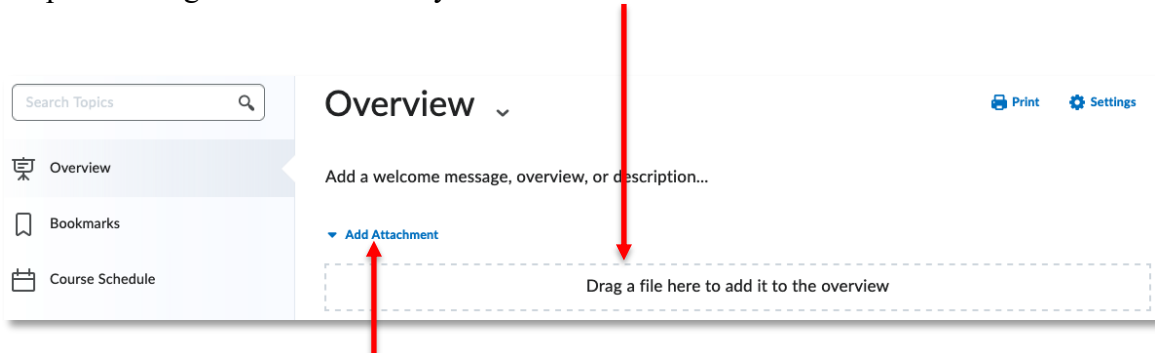 Search Topics
Overview
Print
Settings
Overview
Add a welcome message, overview, or description...
Bookmarks
Add Attachment
Course Schedule
Drag a file here to add it to the overview